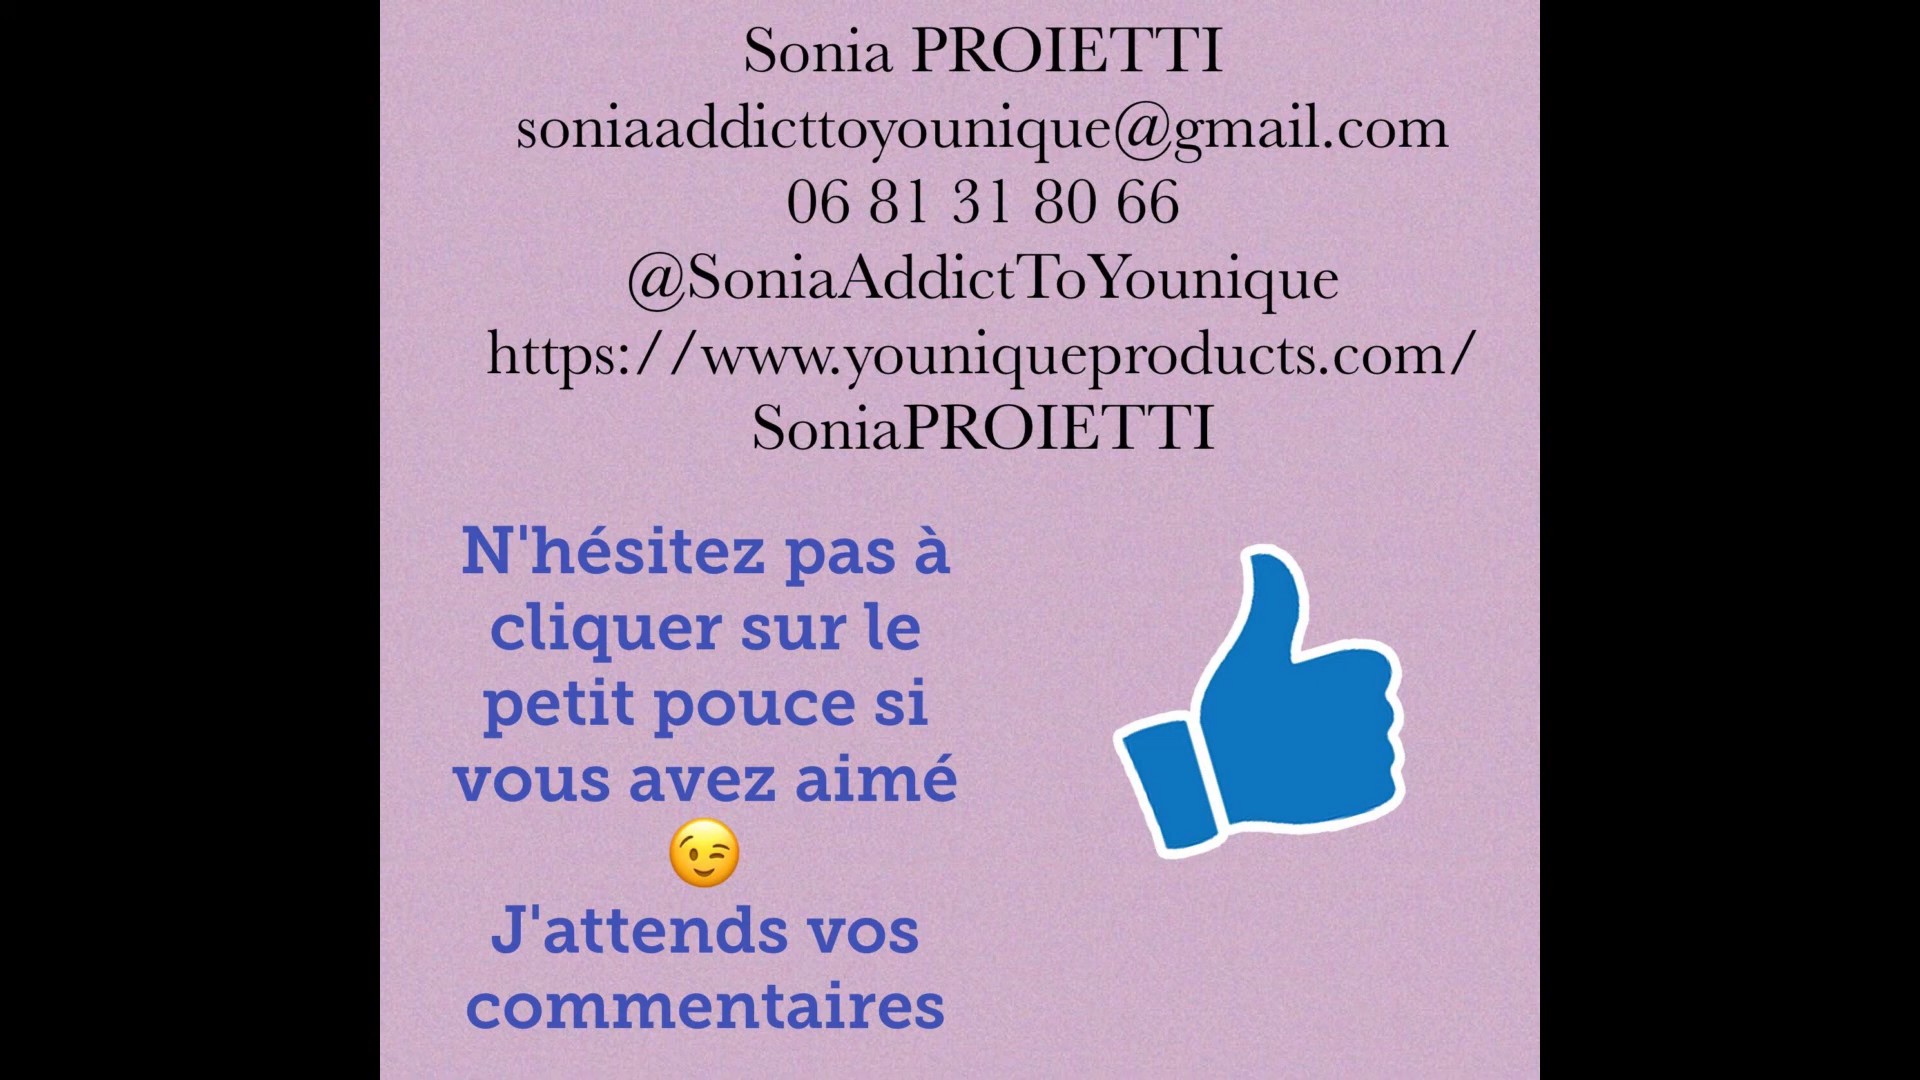 Sonia PROIETTI
soniaaddicttoyounique@gmail.com
06 81 31 80 66
@SoniaAddictToYounique
https://www.youniqueproducts.com/
SoniaPROIETTI
N'hésitez pas à
cliquer sur le
petit pouce si
vous avez aimé
😉
J'attends vos
commentaires